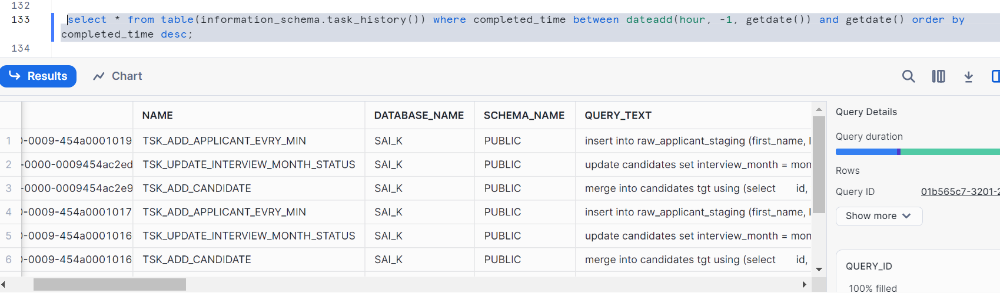 132
133 select * from table(information_schema.task_history()) where completed_time between dateadd(hour, -1, getdate()) and getdate() order by
completed_time desc;
134
Results Chart
NAME DATABASE_NAME SCHEMA_NAME QUERY_TEXT
1 0-0009-454a0001019 TSK_ADD_APPLICANT_EVRY_MIN SAI_K PUBLIC insert into raw_applicant_staging (first_name, l
2 -0000-0009454ac2ed TSK_UPDATE_INTERVIEW_MONTH_STATUS SAI_K PUBLIC update candidates set interview_month = mon
3 -0000-0009454ac2e9 TSK_ADD_CANDIDATE SAI_K PUBLIC merge into candidates tgt using (select id,
4 0-0009-454a0001017 TSK_ADD_APPLICANT_EVRY_MIN SAI_K PUBLIC insert into raw_applicant_staging (first_name, l
5 0-0009-454a0001016 TSK_UPDATE_INTERVIEW_MONTH_STATUS SAI_K PUBLIC update candidates set interview_month = mon
6 0-0009-454a0001016 TSK_ADD_CANDIDATE SAI_K PUBLIC merge into candidates tgt using (select id,
Query Details
Query duration
Rows
Query ID 01b565c7-3201-2
Show more
QUERY_ID
100% filled